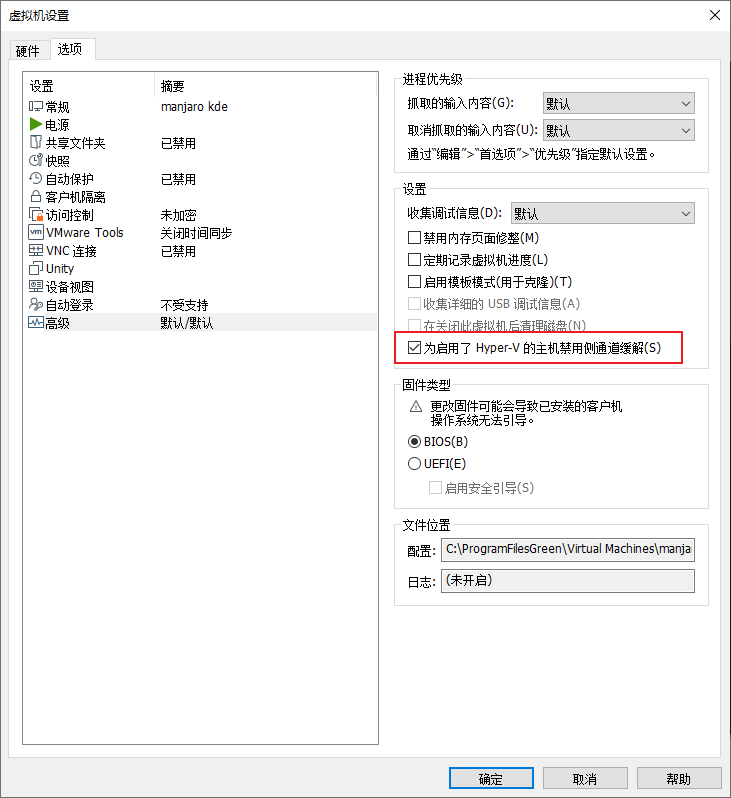 虚拟机设置
硬件 选项
设置 摘要
常规 manjaro kde
电源
共享文件夹 已禁用
快照
自动保护 已禁用
客户机隔离
访问控制 未加密
VMware Tools 关闭时间同步
VNC 连接 已禁用
Unity
设备视图
自动登录 不受支持
高级 默认/默认
进程优先级
抓取的输入内容(G): 默认
取消抓取的输入内容(U): 默认
通过“编辑”>“首选项”>“优先级”指定默认设置。
设置
收集调试信息(D): 默认
禁用内存页面修整(M)
定期记录虚拟机进度(L)
启用模板模式(用于克隆)(T)
收集详细的 USB 调试信息(A)
在关闭此虚拟机后清理磁盘(N)
为启用了 Hyper-V 的主机禁用侧通道缓解(S)
固件类型
更改固件可能会导致已安装的客户机
操作系统无法引导。
BIOS(B)
UEFI(E)
启用安全引导(S)
文件位置
配置: C:\ProgramFilesGreen\Virtual Machines\manja
日志: (未开启)
确定 取消 帮助